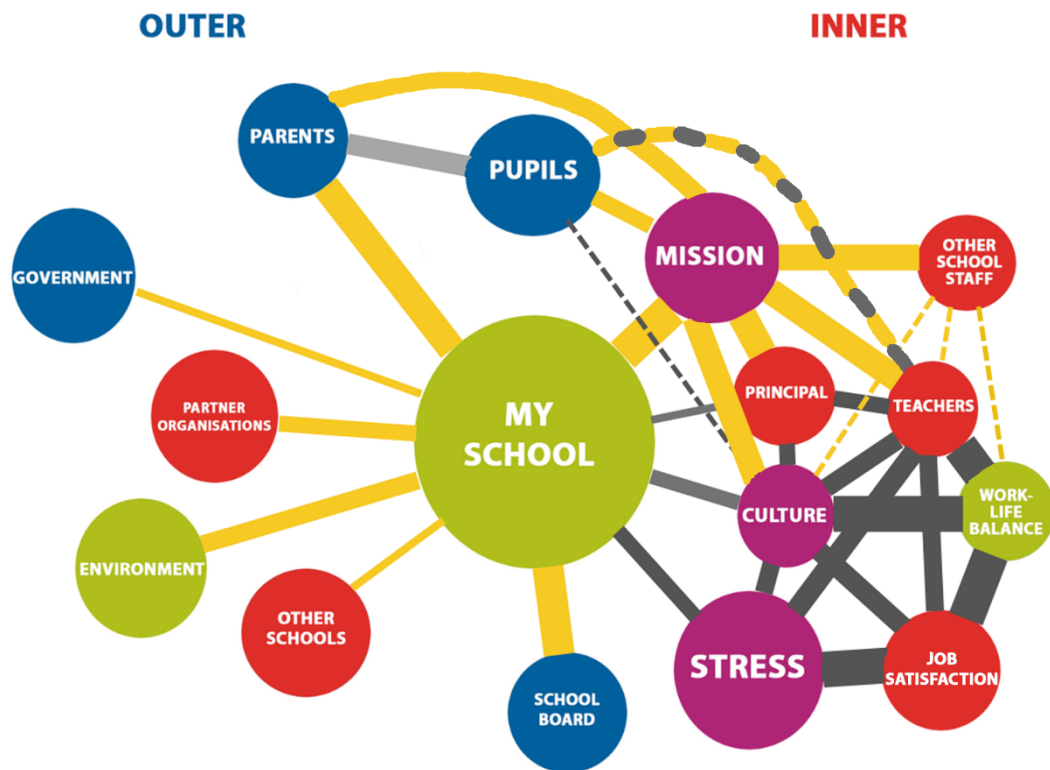 OUTER
INNER
PARENTS
PUPILS
MISSION
OTHER
SCHOOL
STAFF
GOVERNMENT
PARTNER
ORGANISATIONS
MY
SCHOOL
PRINCIPAL
TEACHERS
CULTURE
WORK-
LIFE
BALANCE
ENVIRONMENT
OTHER
SCHOOLS
STRESS
JOB
SATISFACTION
SCHOOL
BOARD